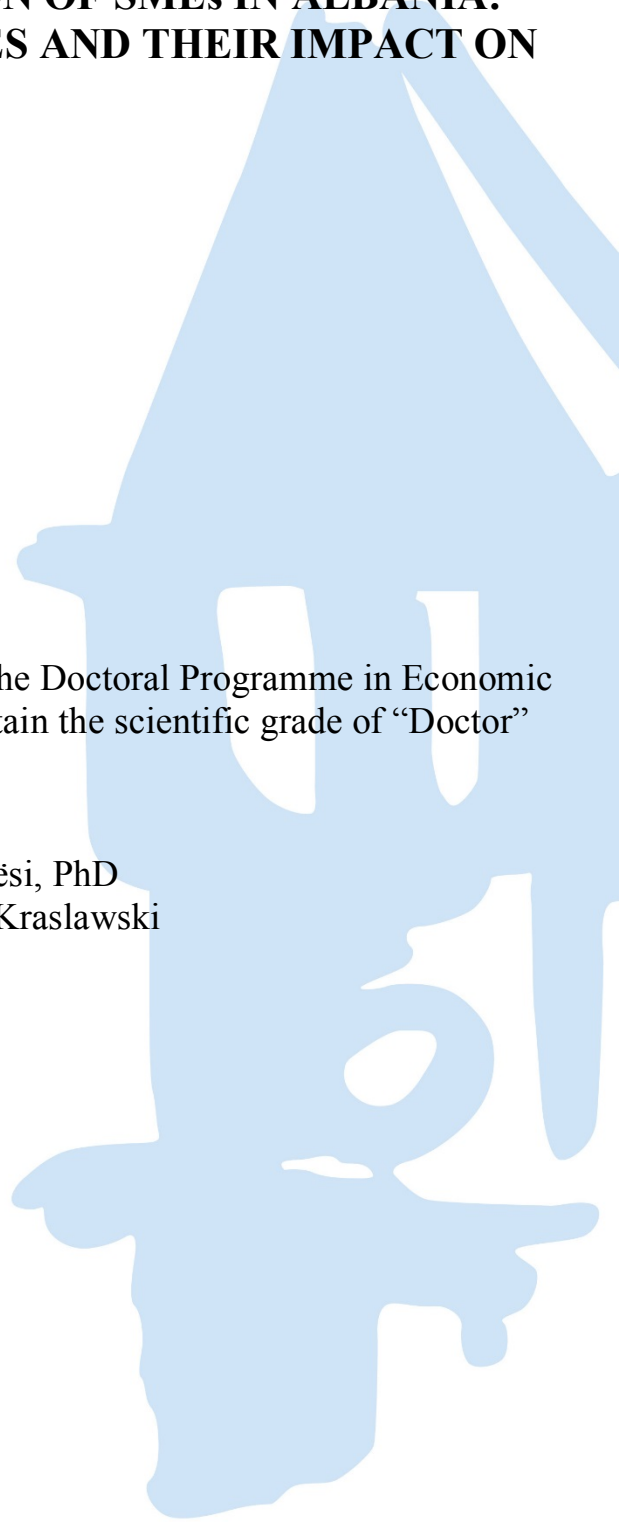 OF SMEs IN ALBANIA:
ES AND THEIR IMPACT ON
he Doctoral Programme in Economic
tain the scientific grade of “Doctor”
ësi, PhD
Kraslawski